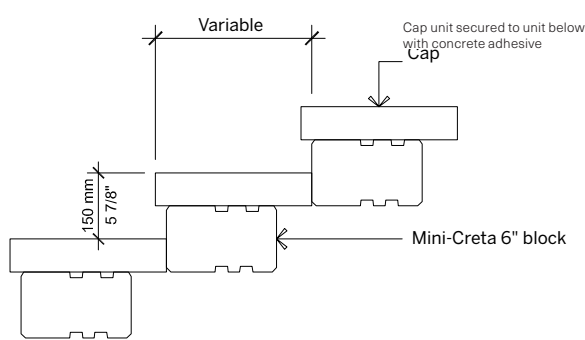 Variable
Cap unit secured to unit below
with concrete adhesive
Cap
150 mm
5 7/8"
Mini-Creta 6" block